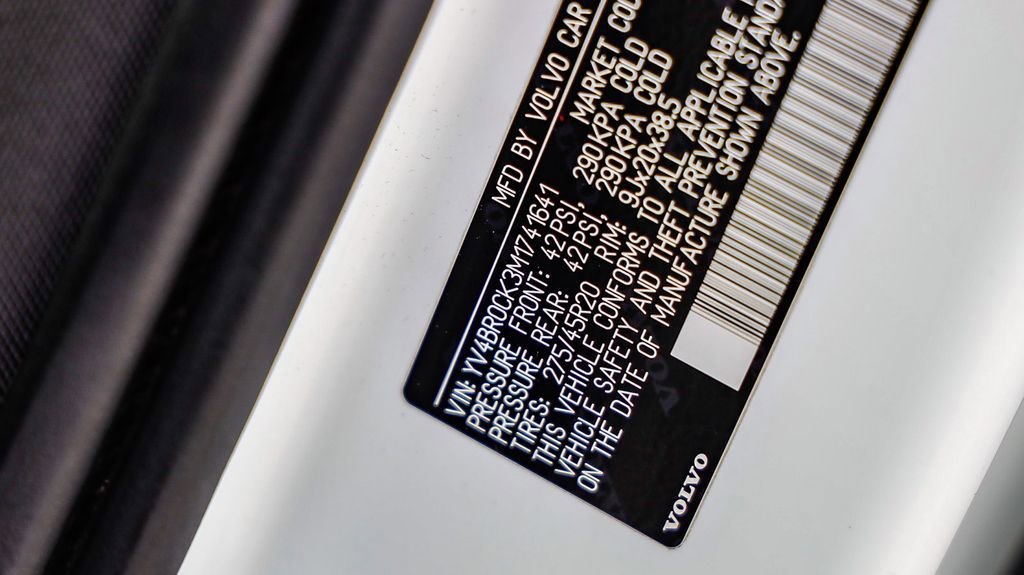 MFD BY VOLVO CAR
MARKET
VIN: YV4BR0CK3M1741641
PRESSURE FRONT: 42PSI, 290KPA COLD
PRESSURE REAR: 42PSI, 290KPA COLD
TIRES: 275/45R20 RIM: 9Jx20x38.5
THIS VEHICLE CONFORMS TO ALL APPLICABLE
VEHICLE SAFETY AND THEFT PREVENTION
ON THE DATE OF MANUFACTURE SHOWN ABOVE.
VOLVO